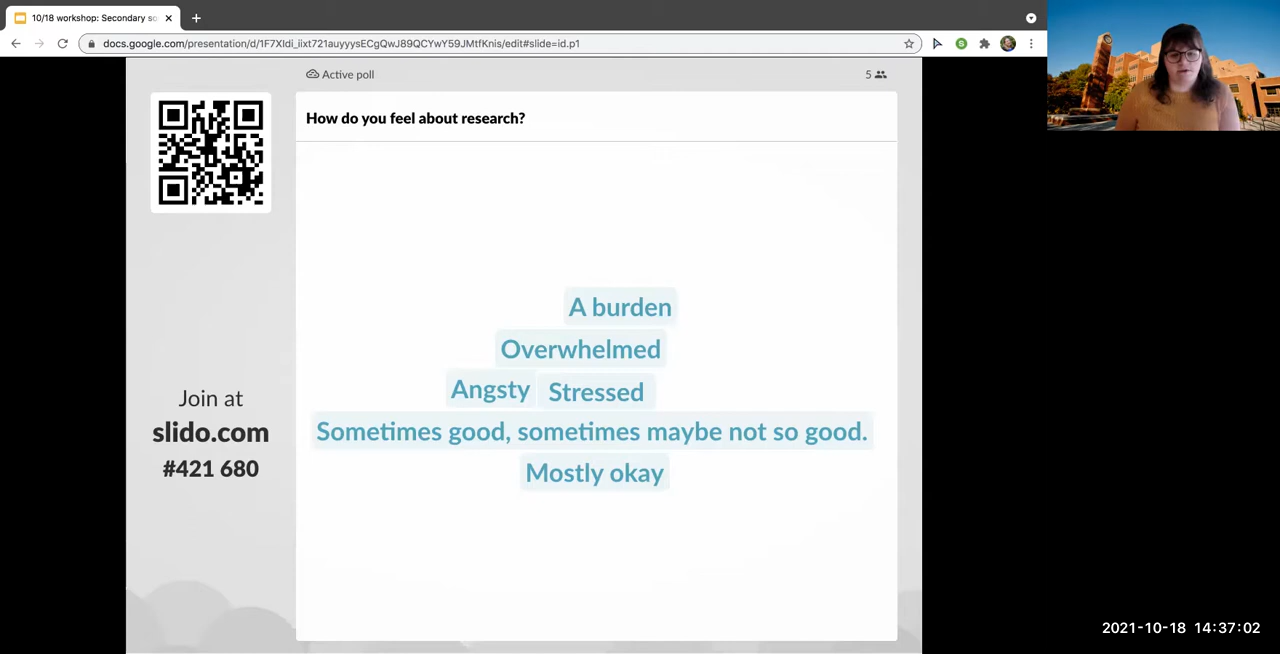 10/18 workshop: Secondary so
docs.google.com/presentation/d/1F7XIdi_iixt721auyyysECgQwJ89QCYwY59JMtfKnis/edit#slide=id.p1
Active poll
5
How do you feel about research?
A burden
Overwhelmed
Angsty
Stressed
Sometimes good, sometimes maybe not so good.
Mostly okay
Join at
slido.com
#421 680
2021-10-18 14:37:02